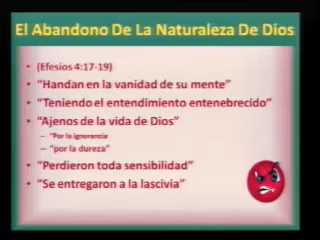 El Abandono De La Naturaleza De Dios
(Efesios 4:17-19)
"Handan en la vanidad de su mente"
"Teniendo el entendimiento entenebrecido"
"Ajenos de la vida de Dios"
"Por la ignorancia
"por la dureza"
"Perdieron toda sensibilidad"
"Se entregaron a la lascivia"